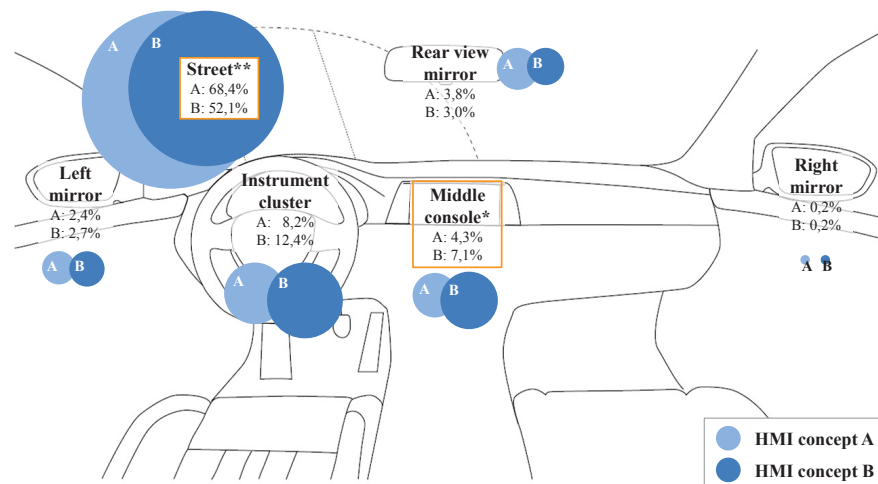 A
B
Street**
A: 68,4%
B: 52,1%
Rear view
mirror
A: 3,8%
B: 3,0%
A
B
Left
mirror
A: 2,4%
B: 2,7%
A
B
Instrument
cluster
A: 8,2%
B: 12,4%
A
B
Middle
console*
A: 4,3%
B: 7,1%
A
B
Right
mirror
A: 0,2%
B: 0,2%
A
B
HMI concept A
HMI concept B